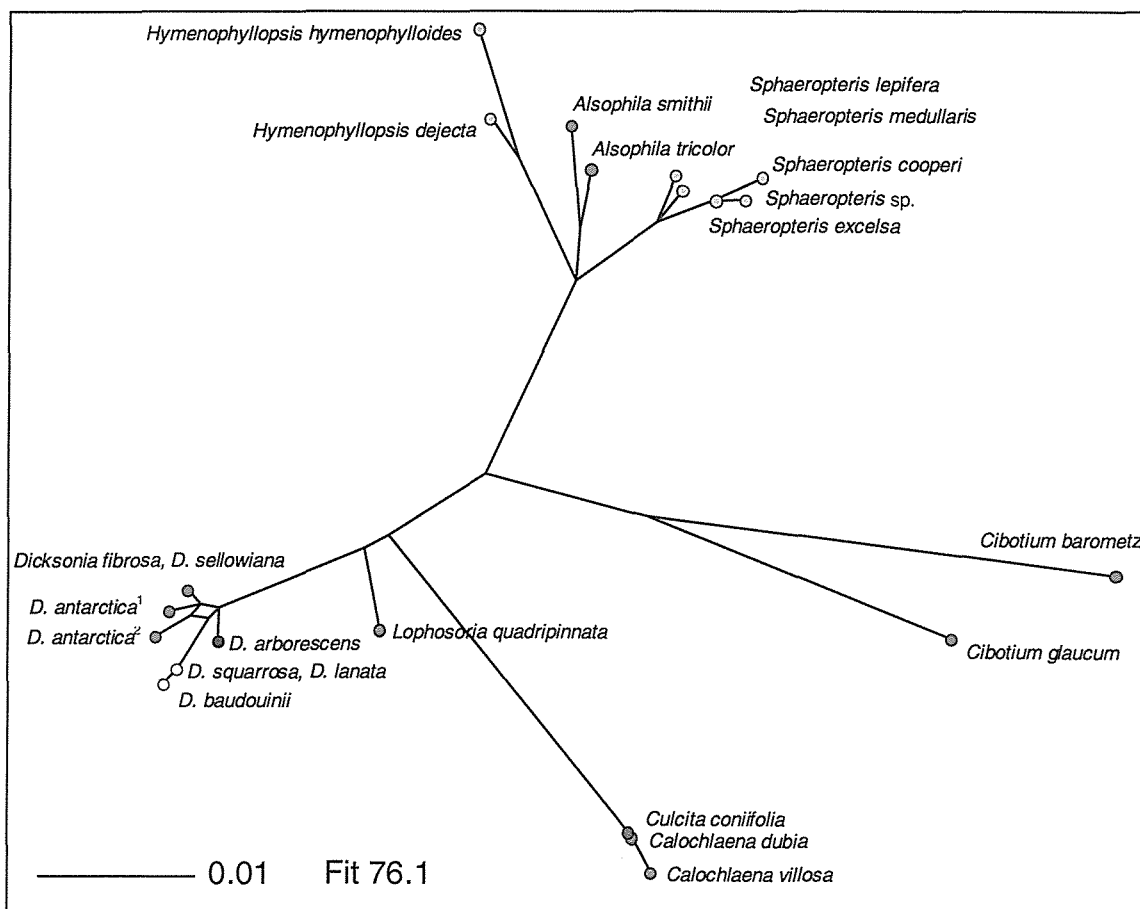 Hymenophyllopsis hymenophylloides
Sphaeropteris lepifera
Alsophila smithii
Sphaeropteris medullaris
Hymenophyllopsis dejecta
Alsophila tricolor
Sphaeropteris cooperi
Sphaeropteris sp.
Sphaeropteris excelsa
Cibotium barometz
Dicksonia fibrosa, D. sellowiana
D. antarctica¹
D. antarctica²
D. arborescens
Lophosoria quadripinnata
Cibotium glaucum
D. squarrosa, D. lanata
D. baudouinii
Culcita coniifolia
Calochlaena dubia
Calochlaena villosa
0.01 Fit 76.1